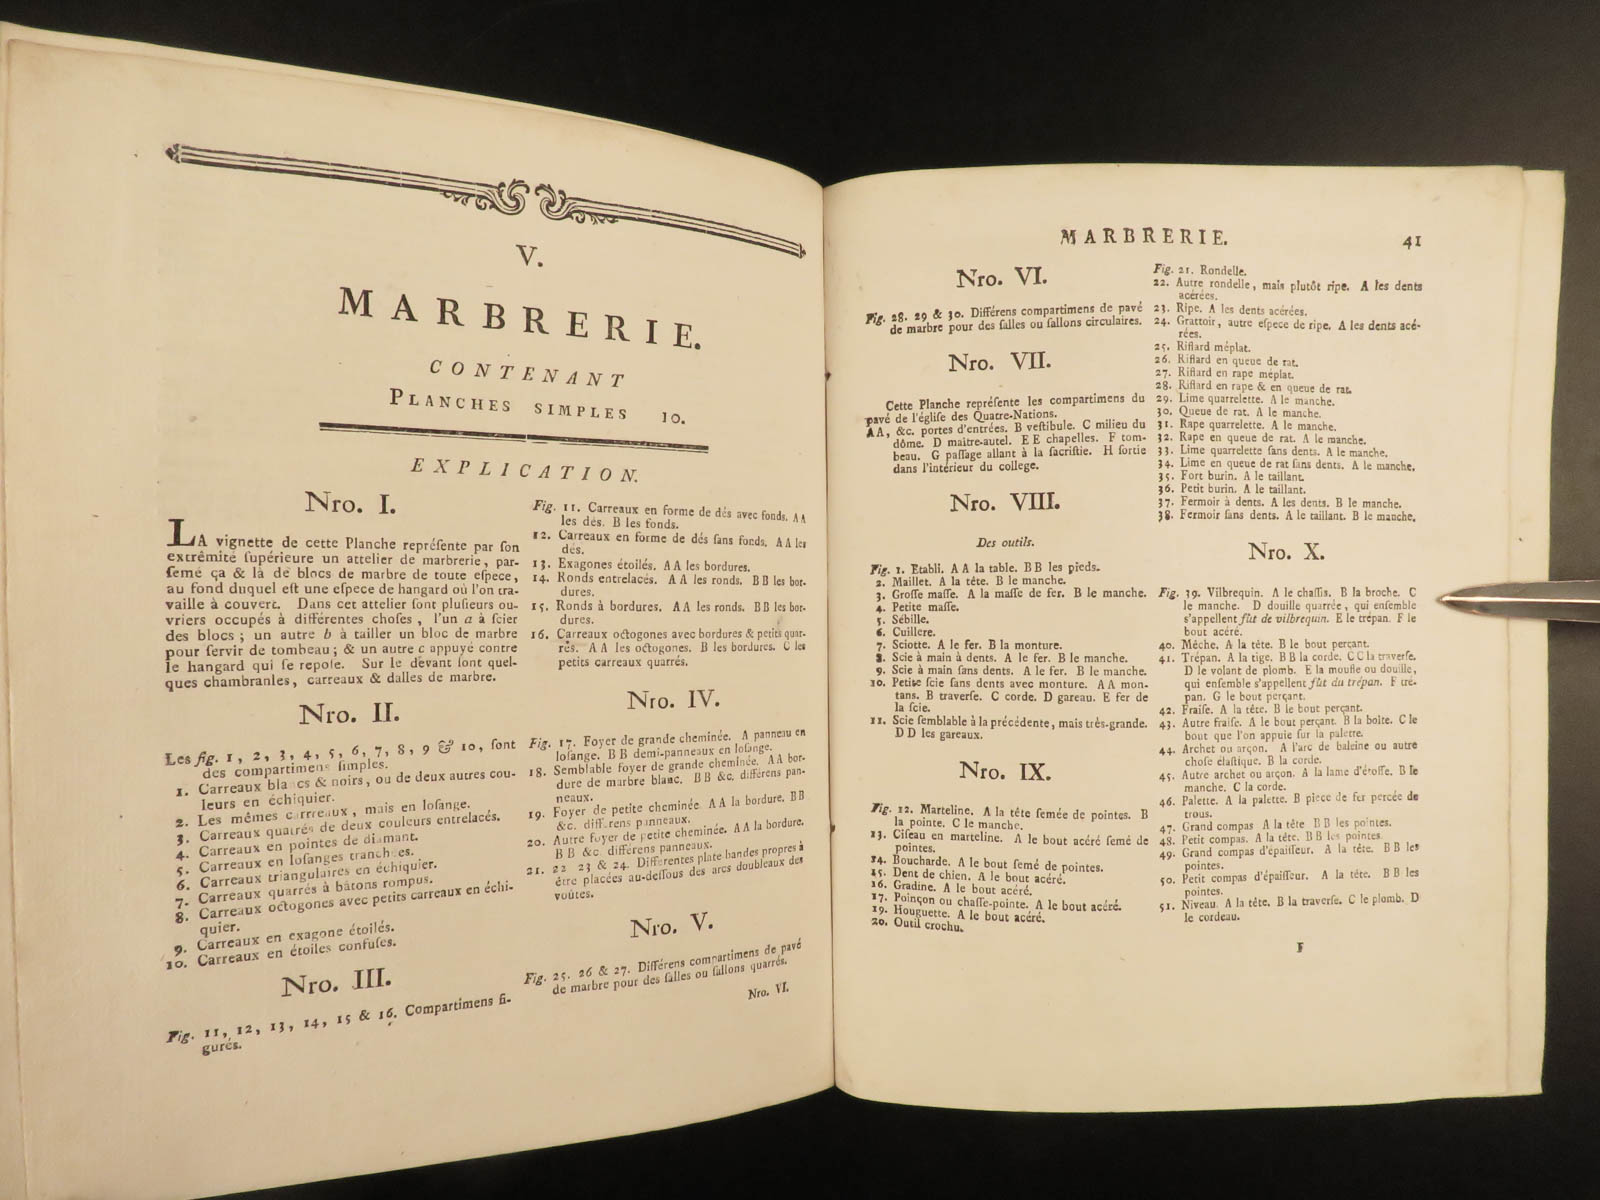 V.
MARBRERIE.
CONTENANT
PLANCHES SIMPLES 10.
EXPLICATION.
Nro. I.
LA vignette de cette Planche repréſente par ſon
extrêmité ſupérieure un attelier de marbrerie, par-
ſemé ça & là de blocs de marbre de toute eſpece,
au fond duquel eſt une eſpece de hangard où l'on tra-
vaille à couvert. Dans cet attelier ſont pluſieurs ou-
vriers occupés à différentes choſes, l'un a à ſcier
des blocs; un autre b à tailler un bloc de marbre
pour ſervir de tombeau; & un autre c appuyé contre
le hangard qui ſe repoſe. Sur le devant ſont quel-
ques chambranles, carreaux & dalles de marbre.
Nro. II.
Les fig. 1, 2, 3, 4, 5, 6, 7, 8, 9 & 10, ſont
des compartimens ſimples.
1. Carreaux blancs & noirs, ou de deux autres cou-
leurs en échiquier.
2. Les mêmes carreaux, mais en loſange.
3. Carreaux quarrés de deux couleurs entrelacés.
4. Carreaux en pointes de diamant.
5. Carreaux en loſanges tranchées.
6. Carreaux triangulaires en échiquier.
7. Carreaux quarrés à bâtons rompus.
8. Carreaux octogones avec petits carreaux en échi-
quier.
9. Carreaux en exagone étoilés.
10. Carreaux en étoiles confuſes.
Nro. III.
Fig. 11, 12, 13, 14, 15 & 16. Compartimens fi-
gurés.
Fig. 11. Carreaux en forme de dés avec fonds. AA
les dés. B les fonds.
12. Carreaux en forme de dés ſans fonds. AA les
dés.
13. Exagones étoilés. AA les bordures.
14. Ronds entrelacés. AA les ronds. BB les bor-
dures.
15. Ronds à bordures. AA les ronds. BB les bor-
dures.
16. Carreaux octogones avec bordures & petits quar-
rés. AA les octogones. B les bordures. C les
petits carreaux quarrés.
Nro. IV.
Fig. 17. Foyer de grande cheminée. A panneau en
loſange. BB demi-panneaux en loſange.
18. Semblable foyer de grande cheminée. AA bor-
dure de marbre blanc. BB &c. différens pan-
neaux.
19. Foyer de petite cheminée. AA la bordure. BB
&c. différens panneaux.
20. Autre foyer de petite cheminée. AA la bordure.
BB &c. différens panneaux.
21. 22 23 & 24. Différentes plate-bandes propres à
être placées au-deſſous des arcs doubleaux des
voûtes.
Nro. V.
Fig. 25. 26 & 27. Différens compartimens de pavé
de marbre pour des ſalles ou ſallons quarrés.
Nro. VI.
MARBRERIE. 41
Nro. VI.
Fig. 28. 29 & 30. Différens compartimens de pavé
de marbre pour des ſalles ou ſallons circulaires.
Nro. VII.
Cette Planche repréſente les compartimens du
pavé de l'égliſe des Quatre-Nations.
AA, &c. portes d'entrées. B veſtibule. C milieu du
dôme. D maitre-autel. EE chapelles. F tom-
beau. G paſſage allant à la ſacriſtie. H ſortie
dans l'intérieur du college.
Nro. VIII.
Des outils.
Fig. 1. Etabli. AA la table. BB les pieds.
2. Maillet. A la tête. B le manche.
3. Groſſe maſſe. A la maſſe de fer. B le manche.
4. Petite maſſe.
5. Sébille.
6. Cuillere.
7. Sciotte. A le fer. B la monture.
8. Scie à main à dents. A le fer. B le manche.
9. Scie à main ſans dents. A le fer. B le manche.
10. Petite ſcie ſans dents avec monture. AA mon-
tans. B traverſe. C corde. D gareau. E fer de
la ſcie.
11. Scie ſemblable à la précédente, mais très-grande.
DD les gareaux.
Nro. IX.
Fig. 12. Marteline. A la tête ſemée de pointes. B
la pointe. C le manche.
13. Ciſeau en marteline. A le bout acéré ſemé de
pointes.
14. Boucharde. A le bout ſemé de pointes.
15. Dent de chien. A le bout acéré.
16. Gradine. A le bout acéré.
17. Poinçon ou chaſſe-pointe. A le bout acéré.
19. Houguette. A le bout acéré.
20. Outil crochu.
Fig. 21. Rondelle.
22. Autre rondelle, mais plutôt ripe. A les dents
acérées.
23. Ripe. A les dents acérées.
24. Grattoir, autre eſpece de ripe. A les dents acé-
rées.
25. Riflard méplat.
26. Riflard en queue de rat.
27. Riflard en rape méplat.
28. Riflard en rape & en queue de rat.
29. Lime quarrelette. A le manche.
30. Queue de rat. A le manche.
31. Rape quarrelette. A le manche.
32. Rape en queue de rat. A le manche.
33. Lime quarrelette ſans dents. A le manche.
34. Lime en queue de rat ſans dents. A le manche.
35. Fort burin. A le taillant.
36. Petit burin. A le taillant.
37. Fermoir à dents. A les dents. B le manche.
38. Fermoir ſans dents. A le taillant. B le manche.
Nro. X.
Fig. 39. Vilbrequin. A le chaſſis. B la broche. C
le manche. D douille quarrée, qui enſemble
s'appellent fût de vilbrequin. E le trépan. F le
bout acéré.
40. Mêche. A la tête. B le bout perçant.
41. Trépan. A la tige. BB la corde. CC la traverſe.
D le volant de plomb. E la moufle ou douille,
qui enſemble s'appellent fût du trépan. F tré-
pan. G le bout perçant.
42. Fraiſe. A la tête. B le bout perçant.
43. Autre fraiſe. A le bout perçant. B la boîte. C le
bout que l'on appuie ſur la palette.
44. Archet ou arçon. A l'arc de baleine ou autre
choſe élaſtique. B la corde.
45. Autre archet ou arçon. A la lame d'étoffe. B le
manche. C la corde.
46. Palette. A la palette. B piece de fer percée de
trous.
47. Grand compas A la tête. BB les pointes.
48. Petit compas. A la tête. BB les pointes.
49. Grand compas d'épaiſſeur. A la tête. BB les
pointes.
50. Petit compas d'épaiſſeur. A la tête. BB les
pointes.
51. Niveau. A la tête. B la traverſe. C le plomb. D
le cordeau.
F